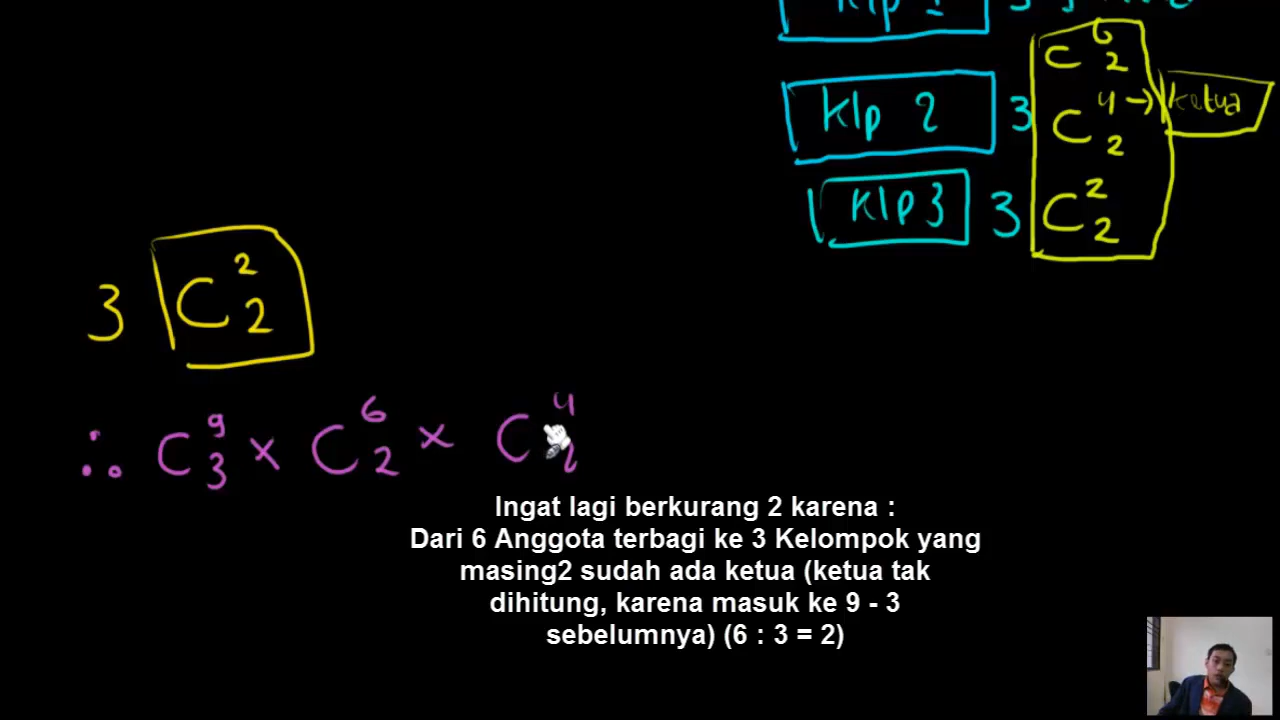 Klp 1
C 6 2
Klp 2 3 C 4 2 → ketua
Klp 3 3 C 2 2
3 C 2 2
∴ C 9 3 × C 6 2 × C 4 2
Ingat lagi berkurang 2 karena :
Dari 6 Anggota terbagi ke 3 Kelompok yang
masing2 sudah ada ketua (ketua tak
dihitung, karena masuk ke 9 - 3
sebelumnya) (6 : 3 = 2)